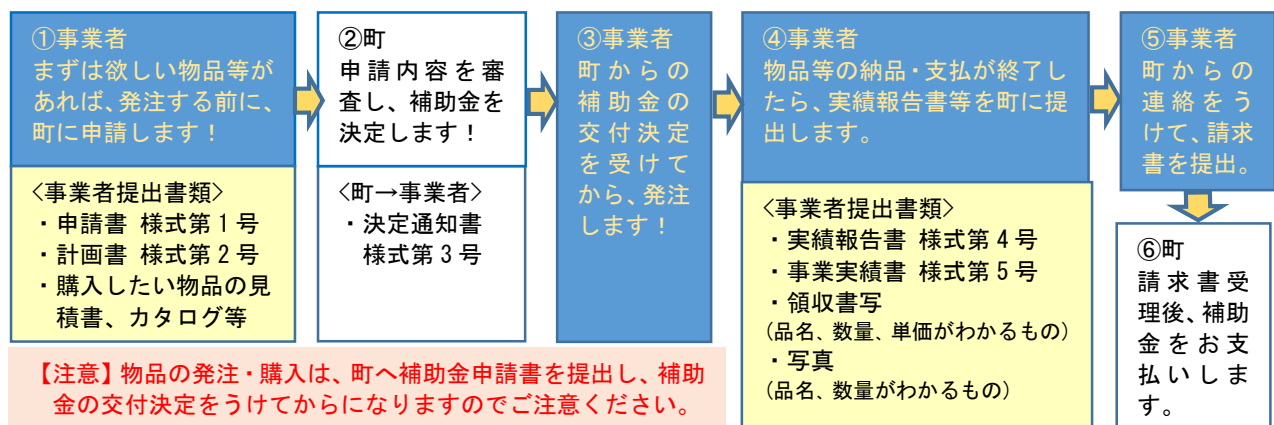 ①事業者
まずは欲しい物品等が
あれば、発注する前に、
町に申請します！
<事業者提出書類>
・申請書 様式第1号
・計画書 様式第2号
・購入したい物品の見
積書、カタログ等
②町
申請内容を審
査し、補助金を
決定します！
<町→事業者>
・決定通知書
様式第3号
③事業者
町からの
補助金の
交付決定
を受けて
から、発注
します！
④事業者
物品等の納品・支払が終了し
たら、実績報告書等を町に提
出します。
<事業者提出書類>
・実績報告書 様式第4号
・事業実績書 様式第5号
・領収書写
(品名、数量、単価がわかるもの)
・写真
(品名、数量がわかるもの)
⑤事業者
町からの
連絡をう
けて、請求
書を提出。
⑥町
請求書受
理後、補助
金をお支
払いしま
す。
【注意】物品の発注・購入は、町へ補助金申請書を提出し、補助
金の交付決定をうけてからになりますのでご注意ください。